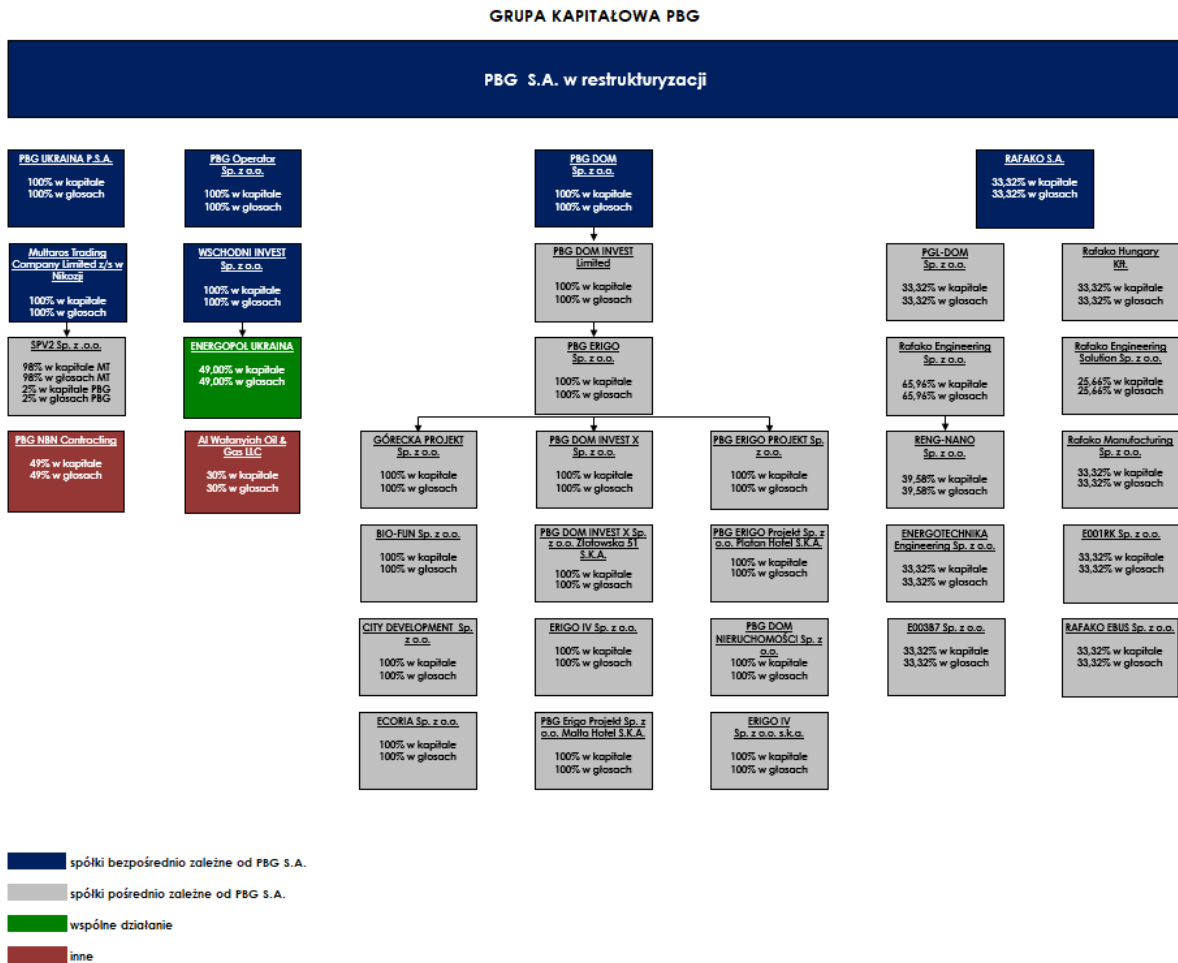 GRUPA KAPITAŁOWA PBG
PBG S.A. w restrukturyzacji
PBG UKRAINA P.S.A.
100% w kapitale
100% w głosach
PBG Operator
Sp. z o.o.
100% w kapitale
100% w głosach
PBG DOM
Sp. z o.o.
100% w kapitale
100% w głosach
RAFAKO S.A.
33,32% w kapitale
33,32% w głosach
Multaros Trading
Company Limited z/s w
Nikozji
100% w kapitale
100% w głosach
WSCHODNI INVEST
Sp. z o.o.
100% w kapitale
100% w głosach
PBG DOM INVEST
Limited
100% w kapitale
100% w głosach
PGL-DOM
Sp. z o.o.
33,32% w kapitale
33,32% w głosach
Rafako Hungary
Kft.
33,32% w kapitale
33,32% w głosach
SPV2 Sp. z .o.o.
98% w kapitale MT
98% w głosach MT
2% w kapitale PBG
2% w głosach PBG
ENERGOPOL UKRAINA
49,00% w kapitale
49,00% w głosach
PBG ERIGO
Sp. z o.o.
100% w kapitale
100% w głosach
Rafako Engineering
Sp. z o.o.
65,96% w kapitale
65,96% w głosach
Rafako Engineering
Solution Sp. z o.o.
25,66% w kapitale
25,66% w głosach
PBG NBN Contracting
49% w kapitale
49% w głosach
Al Watanyiah Oil &
Gas LLC
30% w kapitale
30% w głosach
GÓRECKA PROJEKT
Sp. z o.o.
100% w kapitale
100% w głosach
PBG DOM INVEST X
Sp. z o.o.
100% w kapitale
100% w głosach
PBG ERIGO PROJEKT Sp.
z o.o.
100% w kapitale
100% w głosach
RENG-NANO
Sp. z o.o.
39,58% w kapitale
39,58% w głosach
Rafako Manufacturing
Sp. z o.o.
33,32% w kapitale
33,32% w głosach
BIO-FUN Sp. z o.o.
100% w kapitale
100% w głosach
PBG DOM INVEST X Sp.
z o.o. Złotowska 51
S.K.A.
100% w kapitale
100% w głosach
PBG ERIGO Projekt Sp. z
o.o. Platan Hotel S.K.A.
100% w kapitale
100% w głosach
ENERGOTECHNIKA
Engineering Sp. z o.o.
33,32% w kapitale
33,32% w głosach
E001RK Sp. z o.o.
33,32% w kapitale
33,32% w głosach
CITY DEVELOPMENT Sp.
z o.o.
100% w kapitale
100% w głosach
ERIGO IV Sp. z o.o.
100% w kapitale
100% w głosach
PBG DOM
NIERUCHOMOŚCI Sp. z
o.o.
100% w kapitale
100% w głosach
E003B7 Sp. z o.o.
33,32% w kapitale
33,32% w głosach
RAFAKO EBUS Sp. z o.o.
33,32% w kapitale
33,32% w głosach
ECORIA Sp. z o.o.
100% w kapitale
100% w głosach
PBG Erigo Projekt Sp. z
o.o. Malta Hotel S.K.A.
100% w kapitale
100% w głosach
ERIGO IV
Sp. z o.o. s.k.a.
100% w kapitale
100% w głosach
spółki bezpośrednio zależne od PBG S.A.
spółki pośrednio zależne od PBG S.A.
wspólne działanie
inne